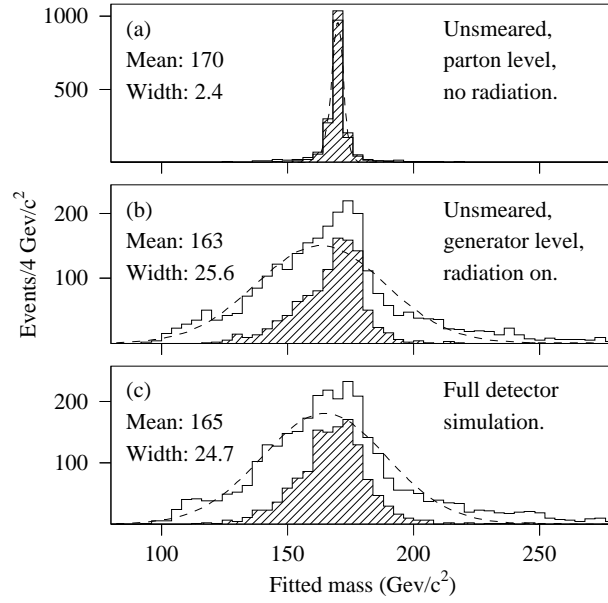 1000
500
(a)
Mean: 170
Width: 2.4
Unsmeared,
parton level,
no radiation.
Events/4 Gev/c²
200
100
(b)
Mean: 163
Width: 25.6
Unsmeared,
generator level,
radiation on.
200
100
(c)
Mean: 165
Width: 24.7
Full detector
simulation.
100 150 200 250
Fitted mass (Gev/c²)